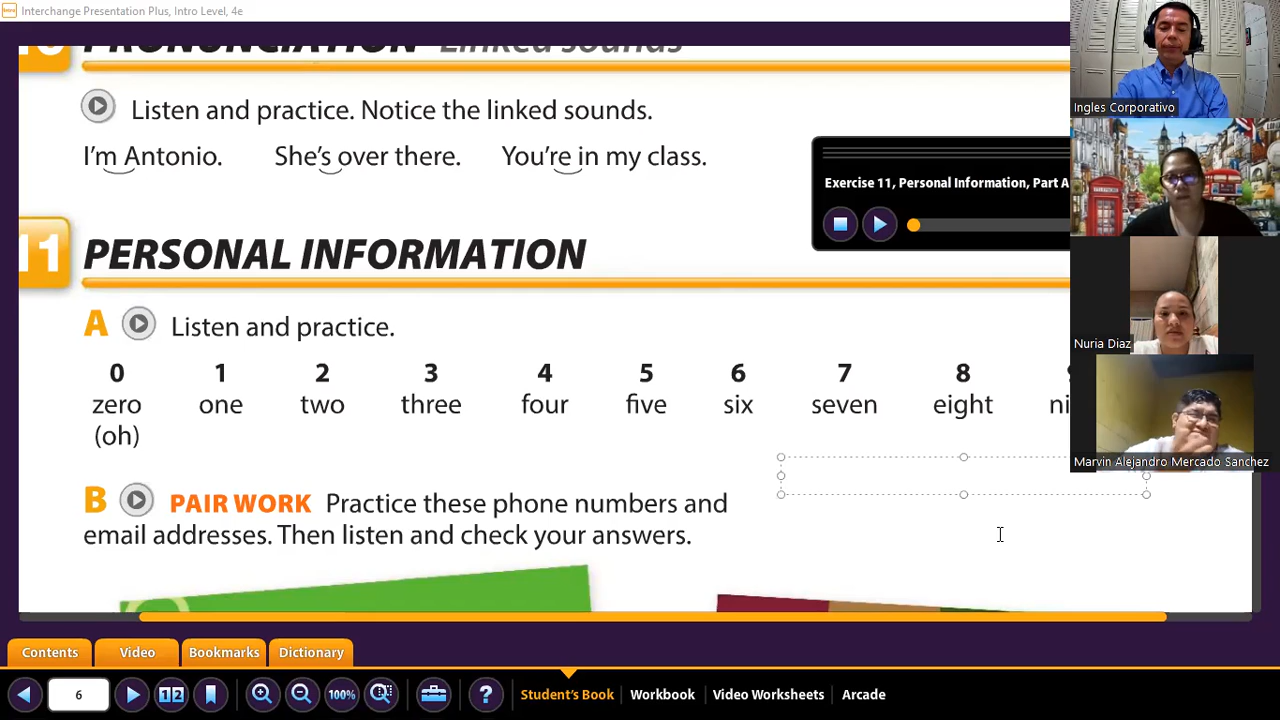 Interchange Presentation Plus, Intro Level, 4e
PRONUNCIATION Linked sounds
Listen and practice. Notice the linked sounds.
I'm Antonio. She's over there. You're in my class.
Exercise 11, Personal Information, Part A
11 PERSONAL INFORMATION
A Listen and practice.
0 1 2 3 4 5 6 7 8
zero one two three four five six seven eight
(oh)
B PAIR WORK Practice these phone numbers and
email addresses. Then listen and check your answers.
Ingles Corporativo
Nuria Diaz
Marvin Alejandro Mercado Sanchez
Contents Video Bookmarks Dictionary
6 1 2 100% ? Student's Book Workbook Video Worksheets Arcade